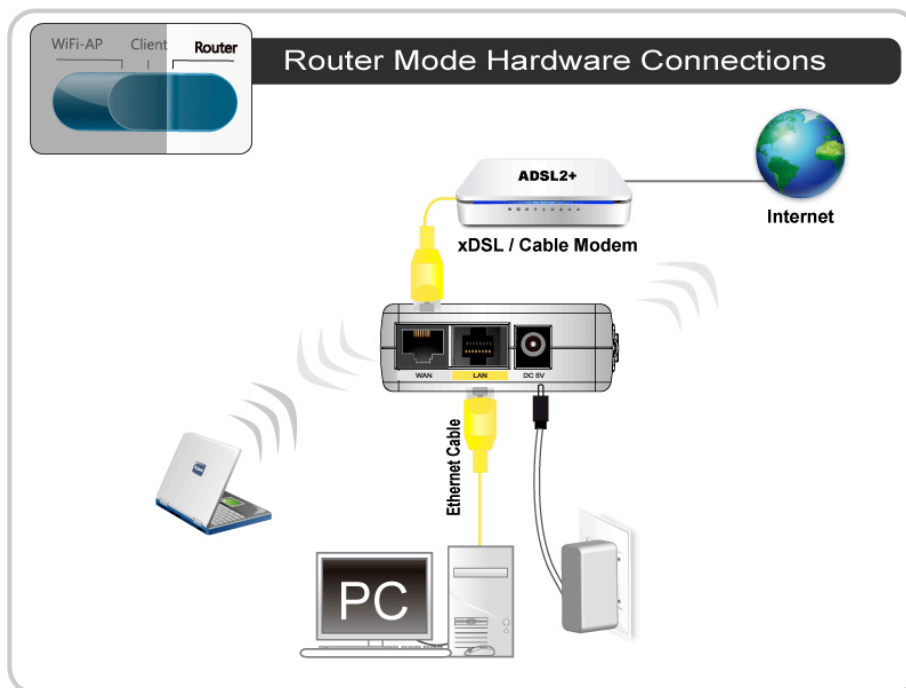 WiFi-AP Client Router
Router Mode Hardware Connections
ADSL2+
Internet
xDSL / Cable Modem
WAN LAN DC 5V
Ethernet Cable
PC